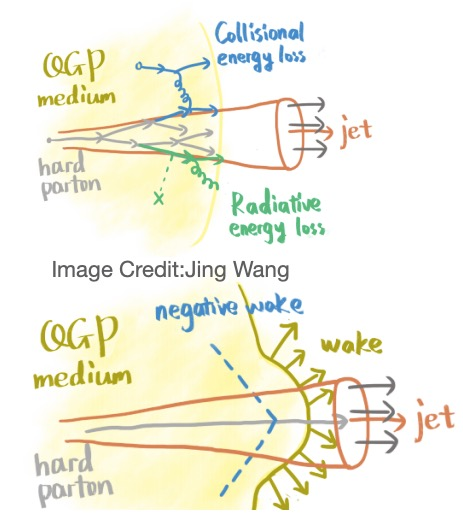 Collisional
energy loss
QGP
medium
jet
hard
parton
x
Radiative
energy loss
Image Credit:Jing Wang
negative wake
QGP
medium
wake
jet
hard
parton